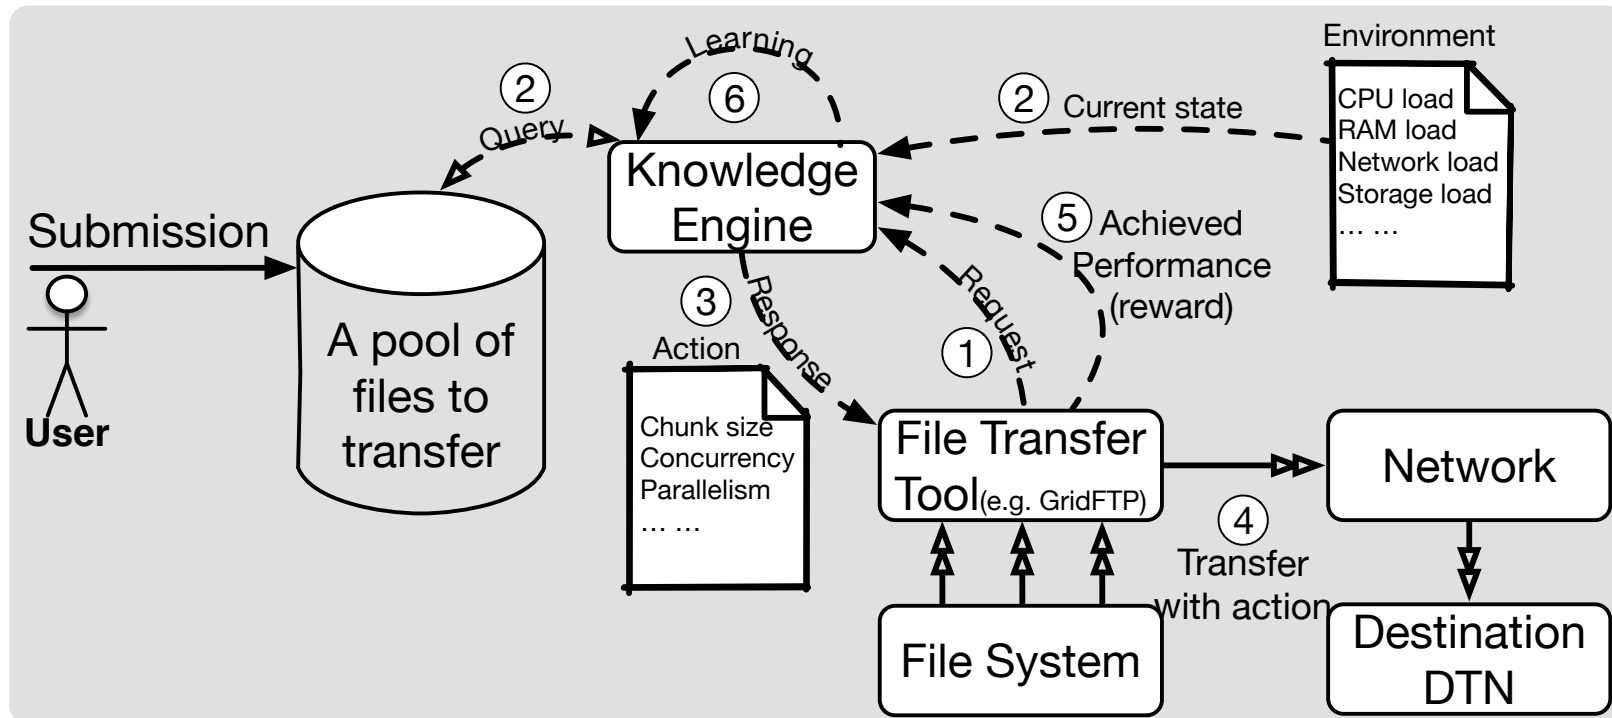 Learning
6
2
Query
2 Current state
Environment
CPU load
RAM load
Network load
Storage load
... ...
Knowledge
Engine
Submission
User
A pool of
files to
transfer
5 Achieved
Performance
(reward)
Request
1
3
Response
Action
Chunk size
Concurrency
Parallelism
... ...
File Transfer
Tool(e.g. GridFTP)
Network
4
Transfer
with action
File System
Destination
DTN